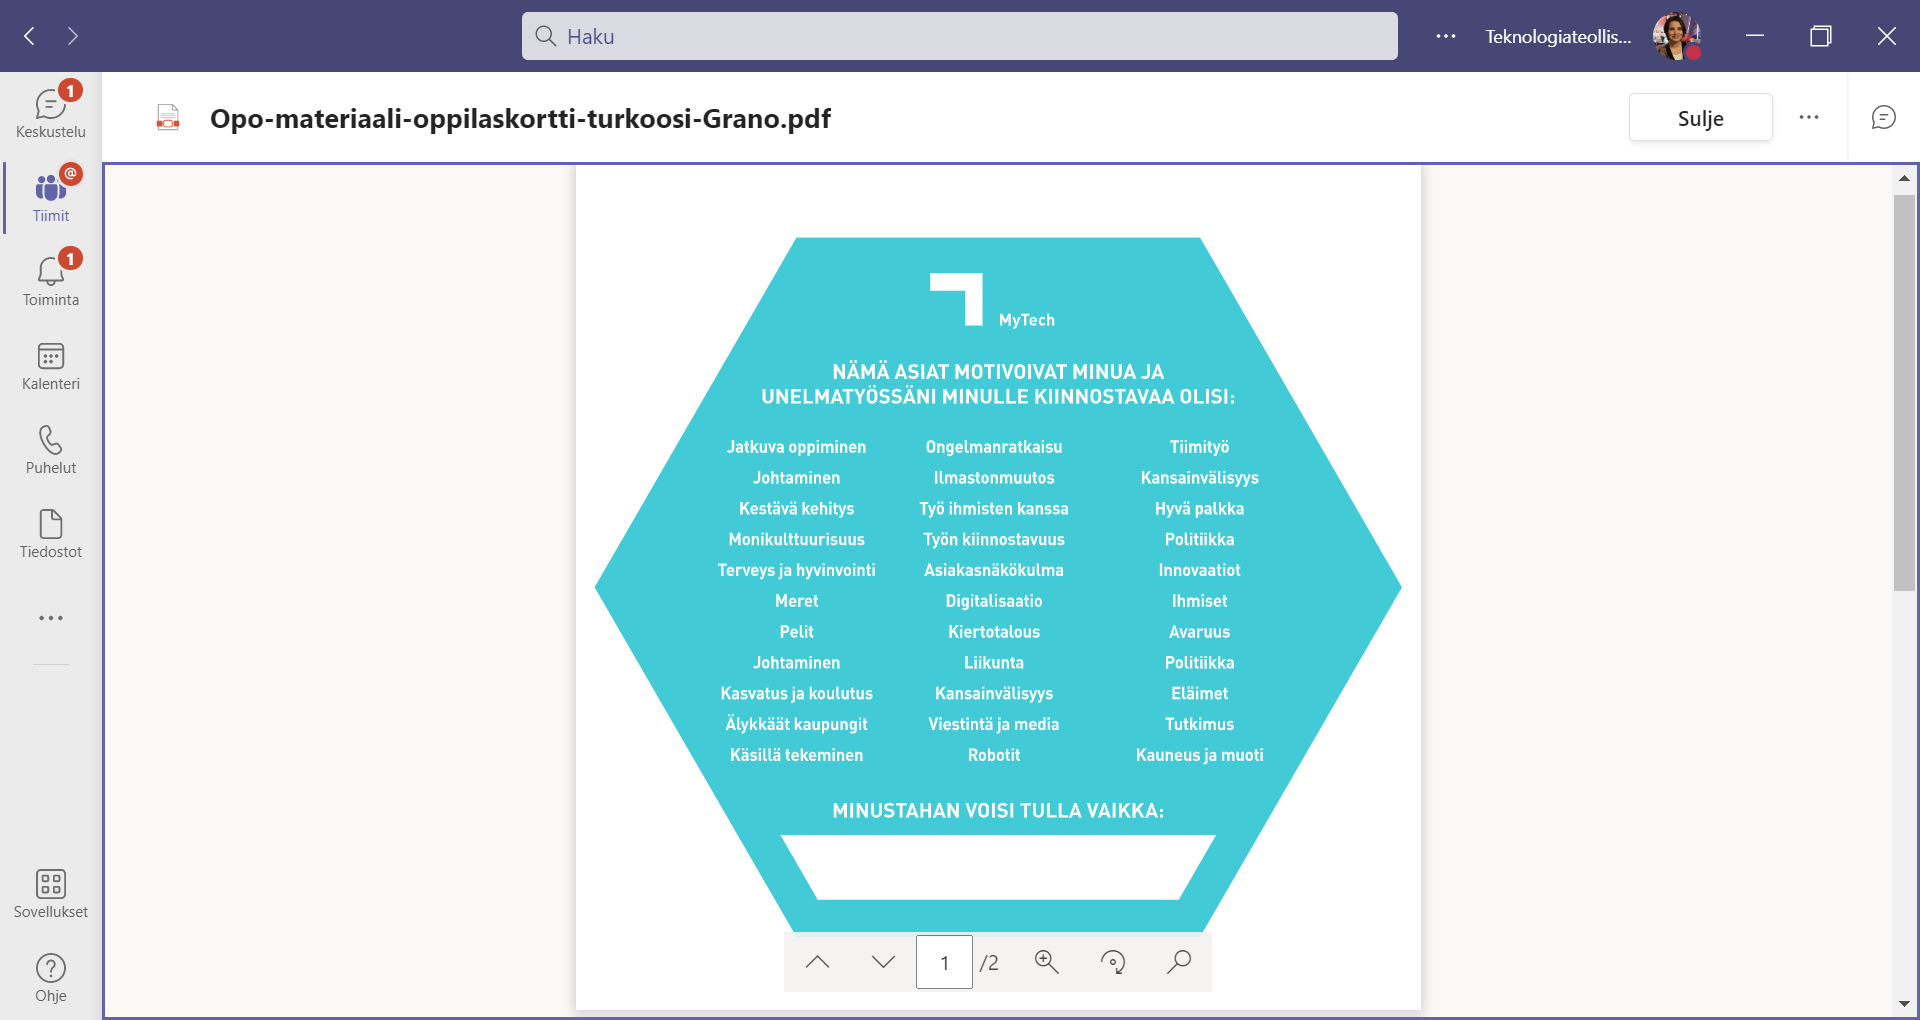 Haku
Teknologiateollis...
1
Keskustelu
@
Tiimit
1
Toiminta
Kalenteri
Puhelut
Tiedostot
Sovellukset
Ohje
Opo-materiaali-oppilaskortti-turkoosi-Grano.pdf
Sulje
MyTech
NÄMÄ ASIAT MOTIVOIVAT MINUA JA
UNELMATYÖSSÄNI MINULLE KIINNOSTAVAA OLISI:
Jatkuva oppiminen Ongelmanratkaisu Tiimityö
Johtaminen Ilmastonmuutos Kansainvälisyys
Kestävä kehitys Työ ihmisten kanssa Hyvä palkka
Monikulttuurisuus Työn kiinnostavuus Politiikka
Terveys ja hyvinvointi Asiakasnäkökulma Innovaatiot
Meret Digitalisaatio Ihmiset
Pelit Kiertotalous Avaruus
Johtaminen Liikunta Politiikka
Kasvatus ja koulutus Kansainvälisyys Eläimet
Älykkäät kaupungit Viestintä ja media Tutkimus
Käsillä tekeminen Robotit Kauneus ja muoti
MINUSTAHAN VOISI TULLA VAIKKA:
1 /2